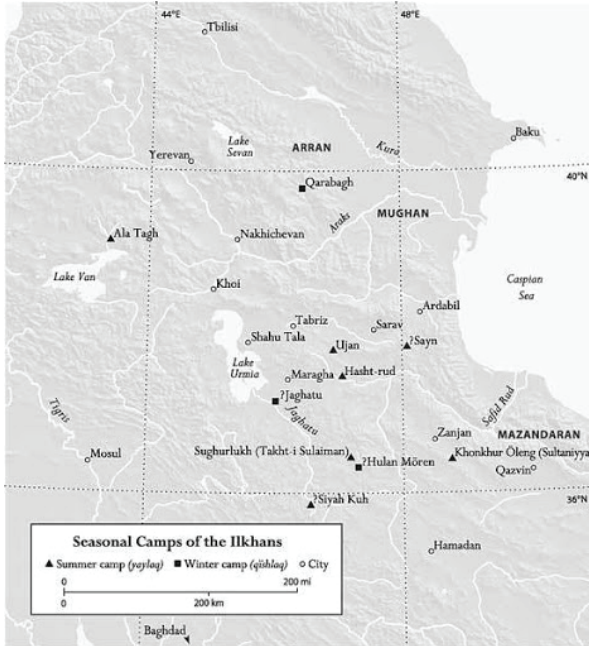 44°E
48°E
Tbilisi
Baku
Lake
Sevan
ARRAN
Kura
Yerevan
40°N
Qarabagh
MUGHAN
Araks
Ala Tagh
Nakhichevan
Lake Van
Khoi
Caspian
Sea
Ardabil
Tabriz
Sarav
Shahu Tala
Ujan
?Sayn
Lake
Urmia
Maragha
Hasht-rud
?Jaghatu
Jaghatu
Safid Rud
Tigris
Zanjan
MAZANDARAN
Mosul
Sughurlukh (Takht-i Sulaiman)
Khonkhur Öleng (Sultaniyya
?Hulan Mören
Qazvin
36°N
?Siyah Kuh
Seasonal Camps of the Ilkhans
Summer camp (yaylaq) Winter camp (qishlaq) City
0 200 mi
0 200 km
Hamadan
Baghdad